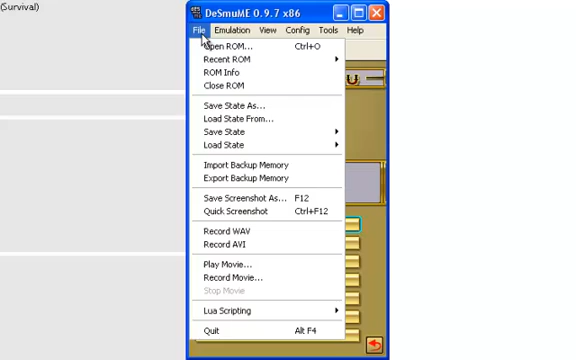 (Survival)
DeSmuME 0.9.7 x86
File Emulation View Config Tools Help
Open ROM... Ctrl+O
Recent ROM
ROM Info
Close ROM
Save State As...
Load State From...
Save State
Load State
Import Backup Memory
Export Backup Memory
Save Screenshot As... F12
Quick Screenshot Ctrl+F12
Record WAV
Record AVI
Play Movie...
Record Movie...
Stop Movie
Lua Scripting
Quit Alt F4